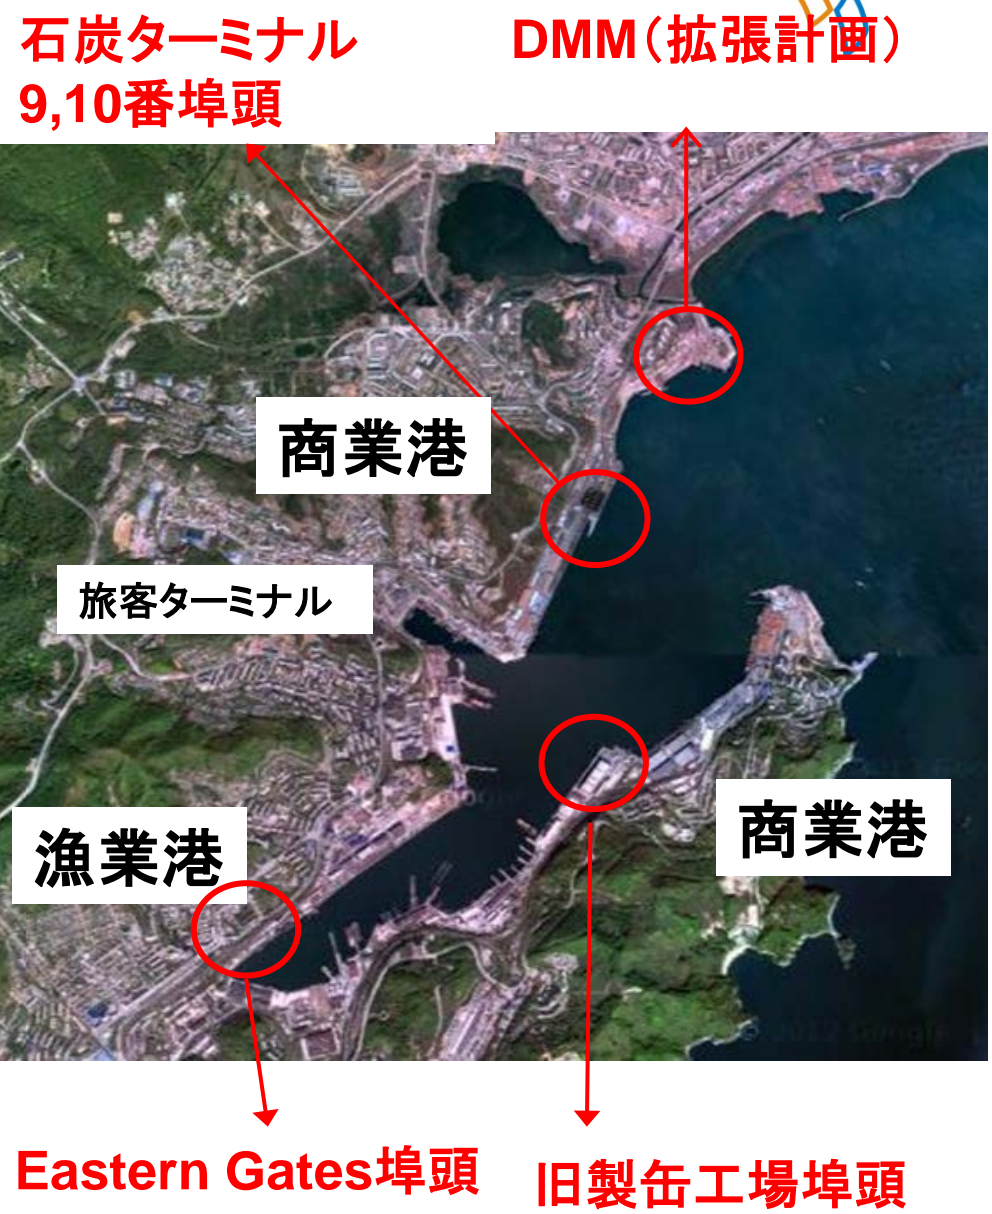 石炭ターミナル
9,10番埠頭
DMM（拡張計画）
商業港
旅客ターミナル
商業港
漁業港
© 2012 Google
Eastern Gates埠頭
旧製缶工場埠頭